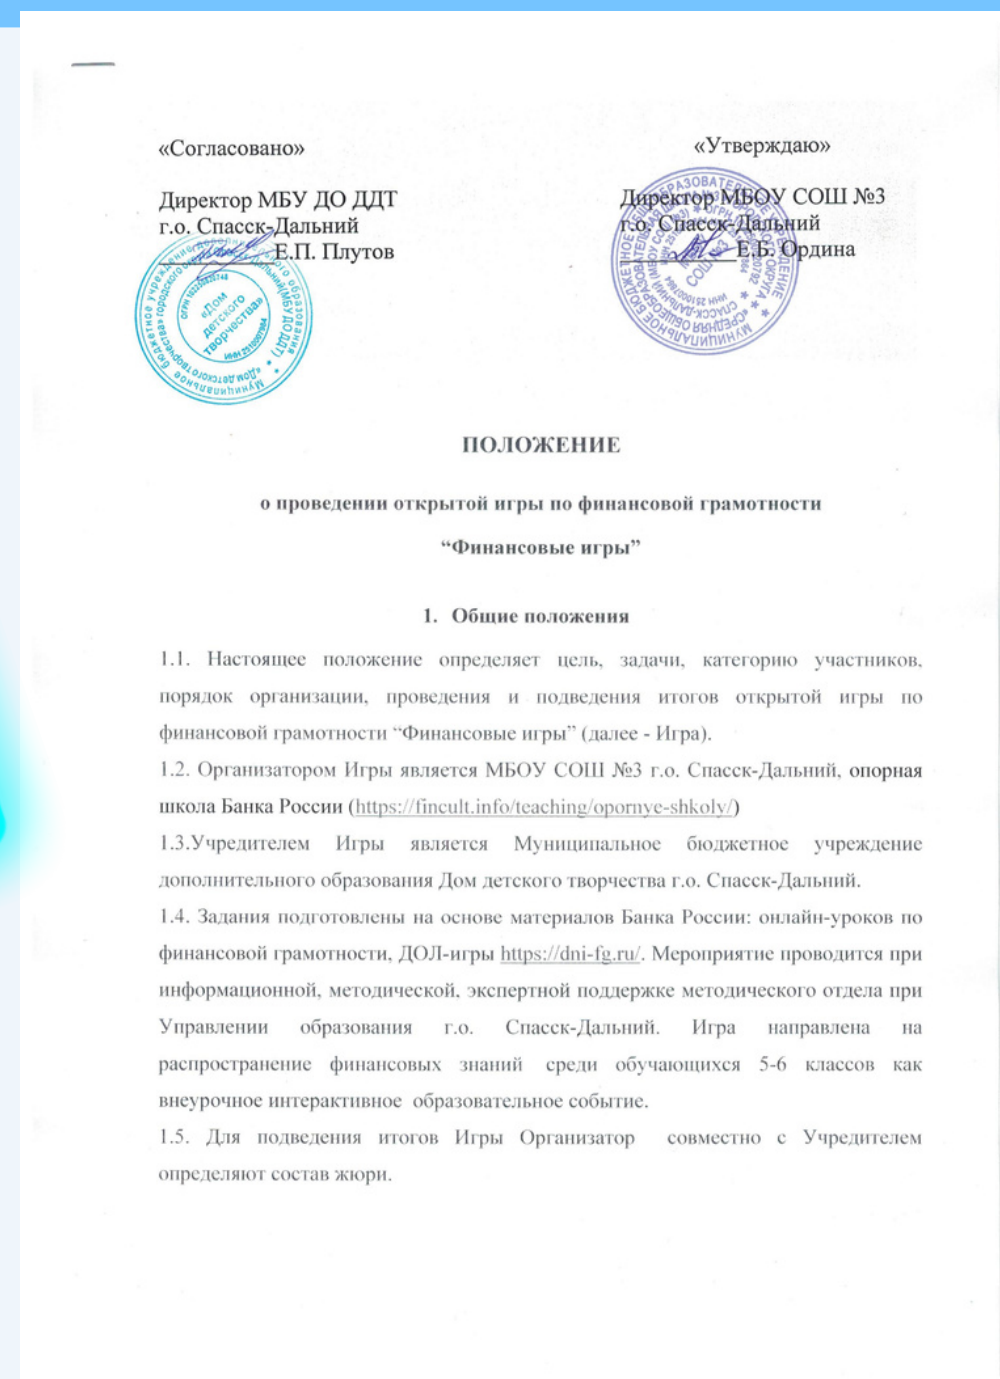 «Согласовано»
«Утверждаю»
Директор МБУ ДО ДДТ
г.о. Спасск-Дальний
Е.П. Плутов
Директор МБОУ СОШ №3
г.о. Спасск-Дальний
Е.Б. Ордина
«Дом
детского
творчества»
ИНН 2510007904
ПОЛОЖЕНИЕ
о проведении открытой игры по финансовой грамотности
“Финансовые игры”
1. Общие положения
1.1. Настоящее положение определяет цель, задачи, категорию участников,
порядок организации, проведения и подведения итогов открытой игры по
финансовой грамотности “Финансовые игры” (далее - Игра).
1.2. Организатором Игры является МБОУ СОШ №3 г.о. Спасск-Дальний, опорная
школа Банка России (https://fincult.info/teaching/opornye-shkoly/)
1.3.Учредителем Игры является Муниципальное бюджетное учреждение
дополнительного образования Дом детского творчества г.о. Спасск-Дальний.
1.4. Задания подготовлены на основе материалов Банка России: онлайн-уроков по
финансовой грамотности, ДОЛ-игры https://dni-fg.ru/. Мероприятие проводится при
информационной, методической, экспертной поддержке методического отдела при
Управлении образования г.о. Спасск-Дальний. Игра направлена на
распространение финансовых знаний среди обучающихся 5-6 классов как
внеурочное интерактивное образовательное событие.
1.5. Для подведения итогов Игры Организатор совместно с Учредителем
определяют состав жюри.